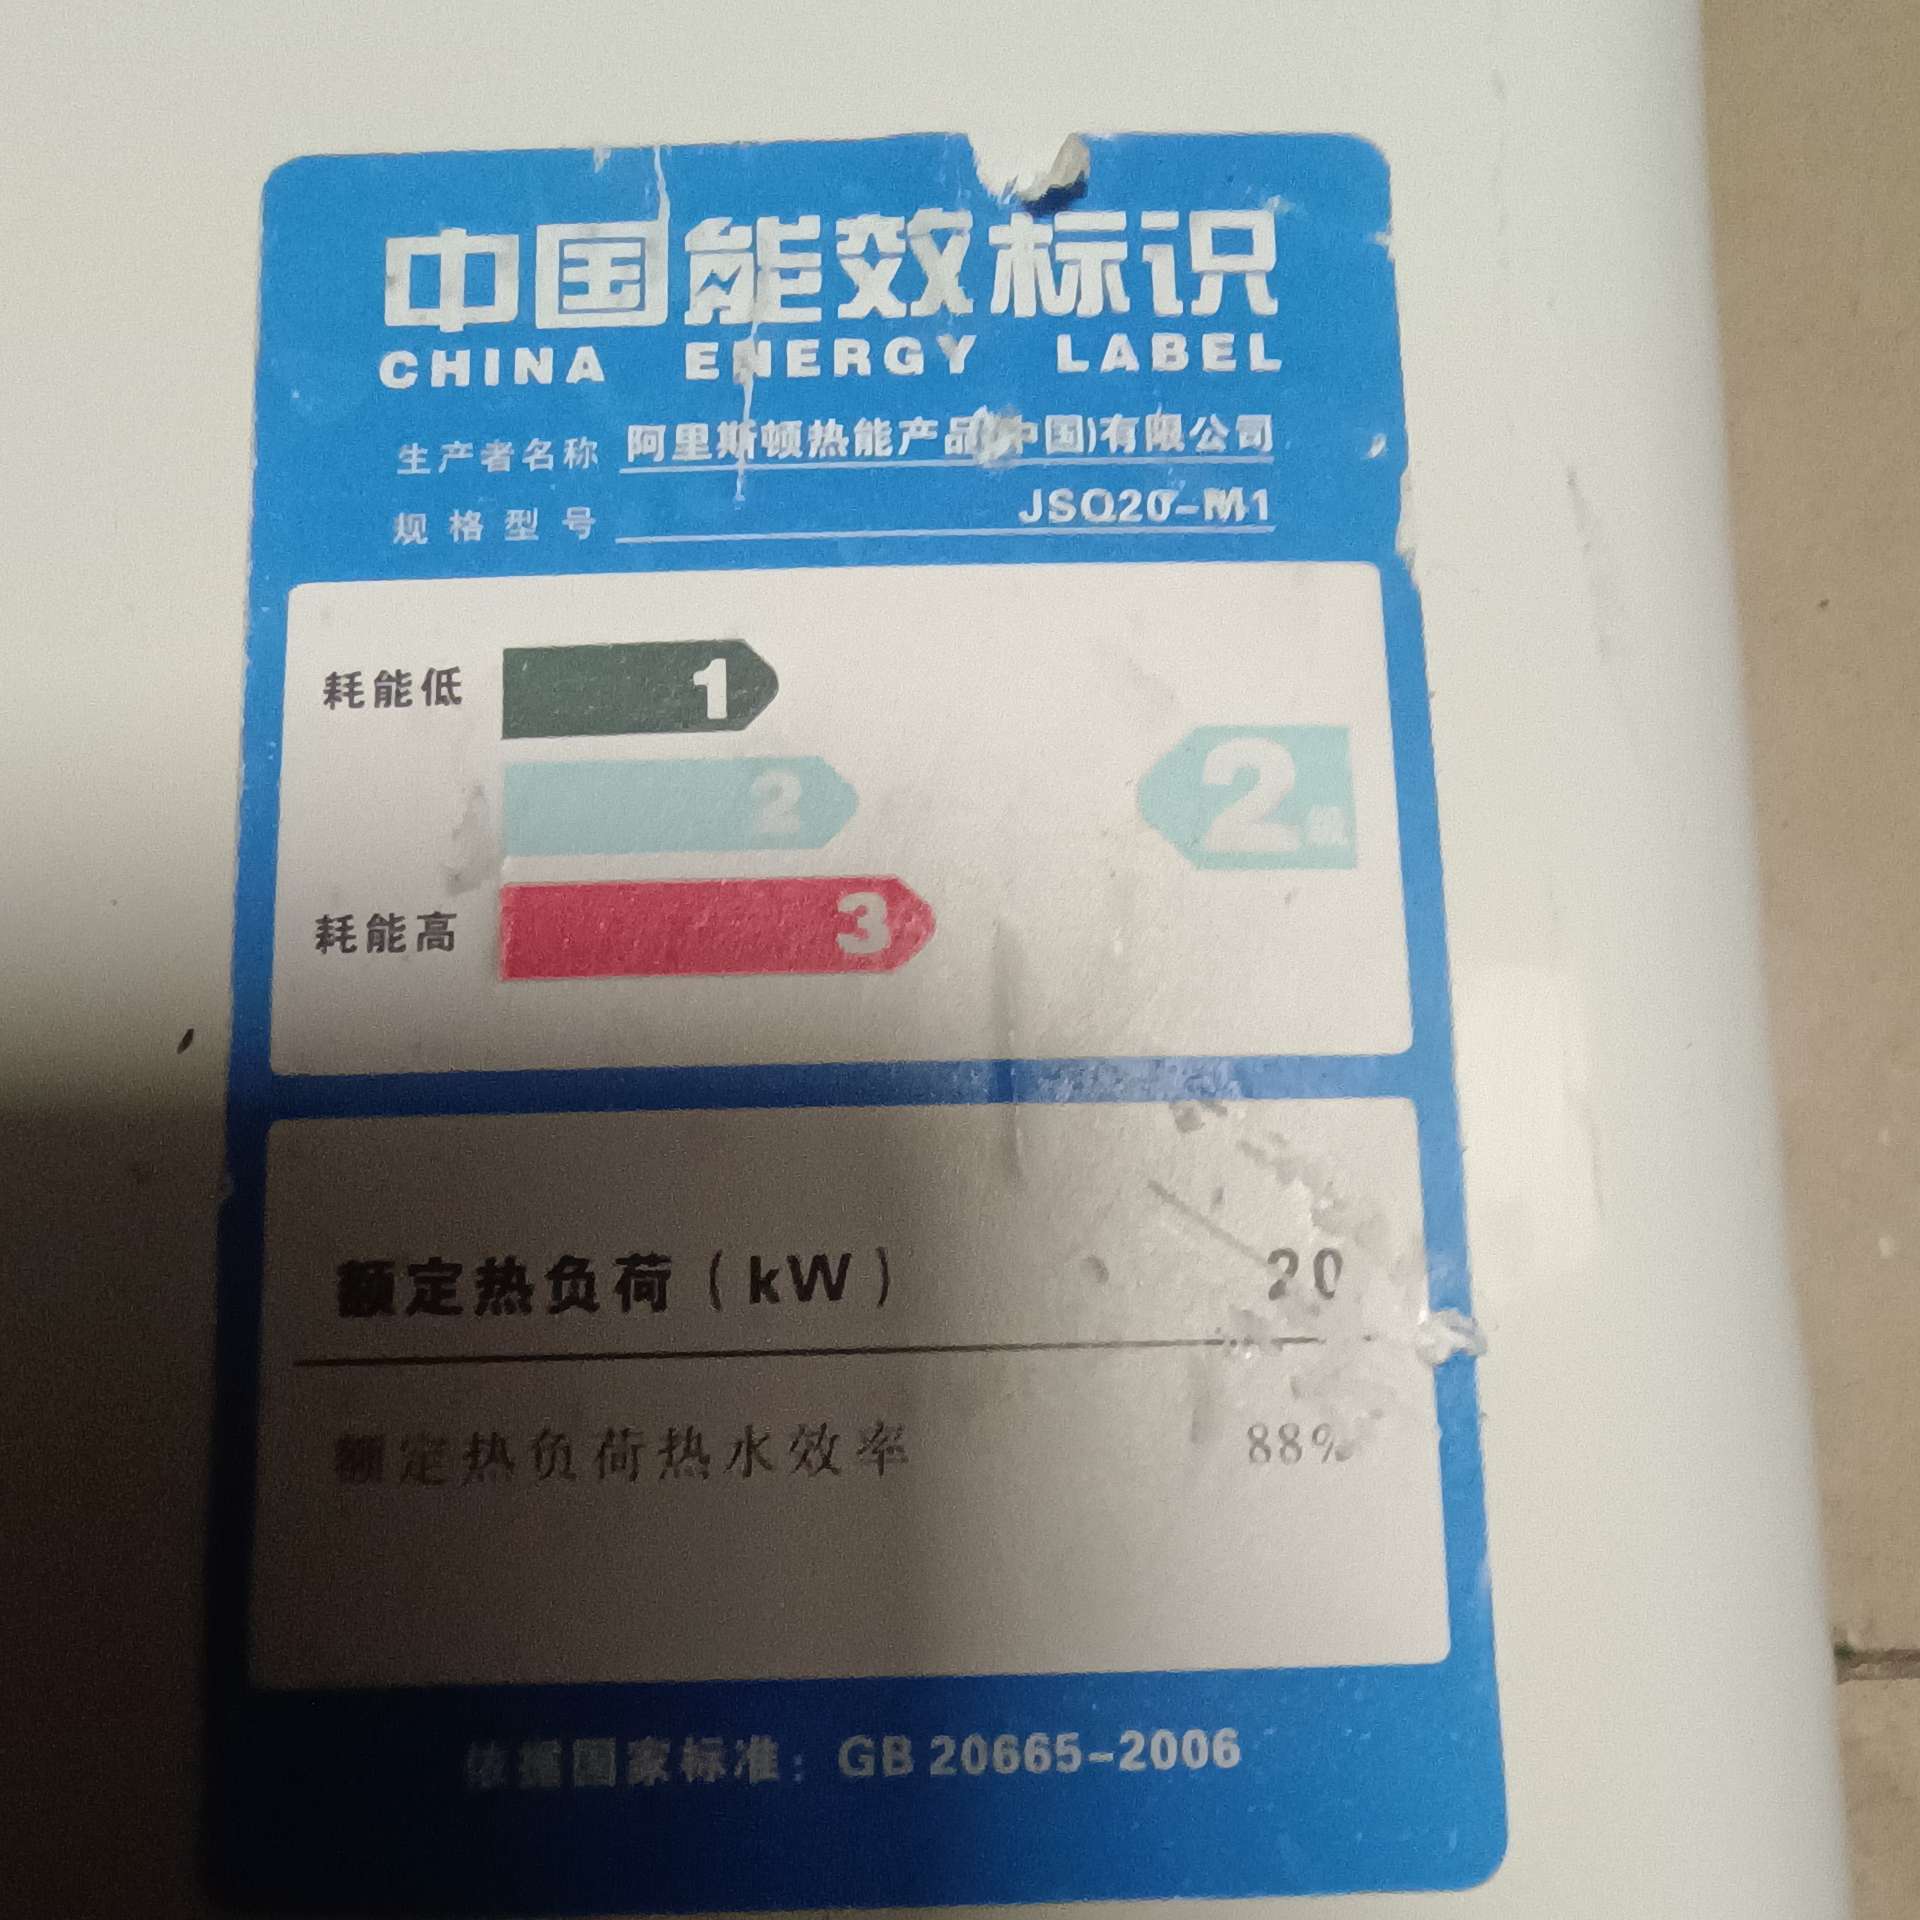 中国能效标识
CHINA ENERGY LABEL
生产者名称 阿里斯顿热能产品(中国)有限公司
规格型号 JSQ20-M1
耗能低 1
2 2级
耗能高 3
额定热负荷(kW) 20
额定热负荷热水效率 88%
依据国家标准: GB 20665-2006